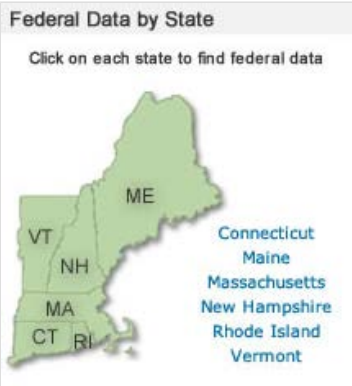 Federal Data by State
Click on each state to find federal data
ME
VT
NH
MA
CT RI
Connecticut
Maine
Massachusetts
New Hampshire
Rhode Island
Vermont